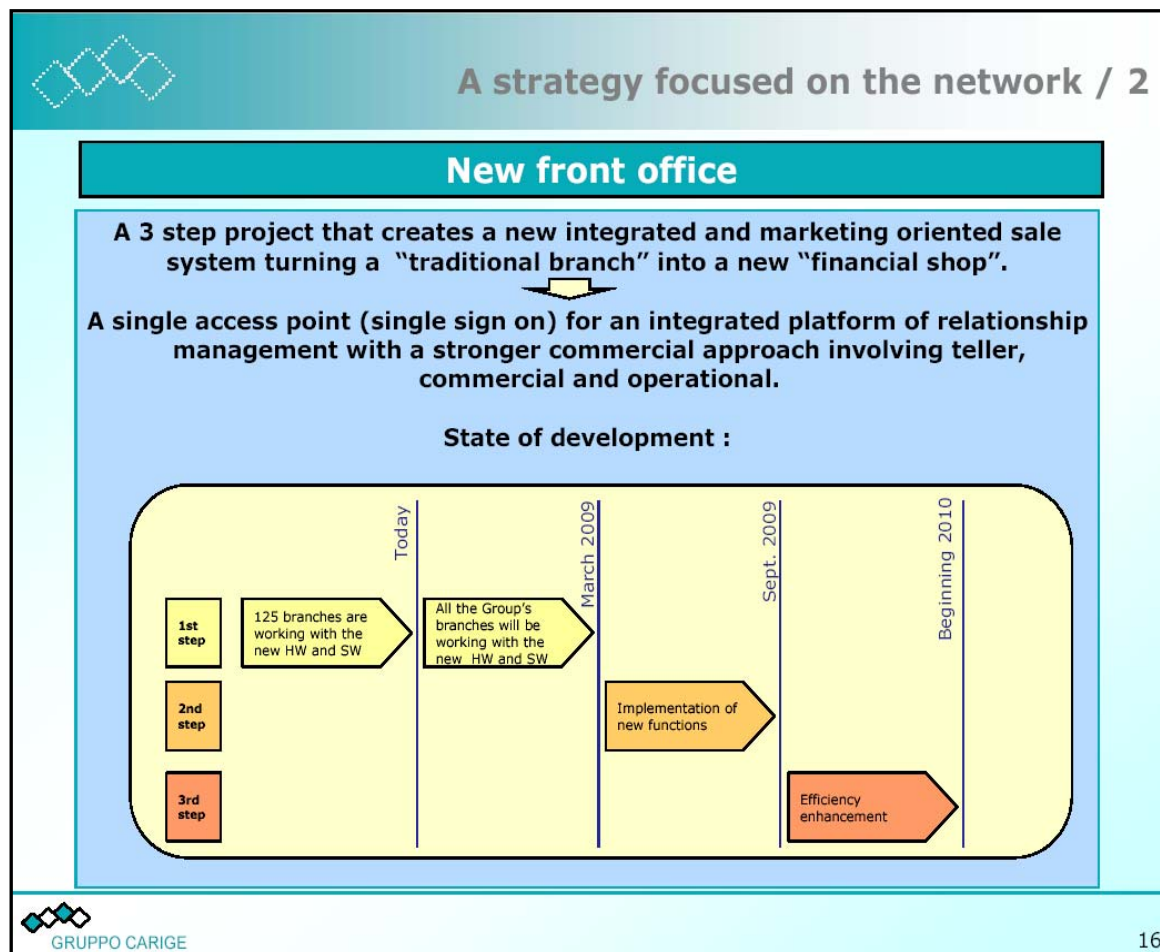 A strategy focused on the network / 2
New front office
A 3 step project that creates a new integrated and marketing oriented sale
system turning a “traditional branch” into a new “financial shop”.
A single access point (single sign on) for an integrated platform of relationship
management with a stronger commercial approach involving teller,
commercial and operational.
State of development :
Today
March 2009
Sept. 2009
Beginning 2010
1st
step
125 branches are
working with the
new HW and SW
All the Group’s
branches will be
working with the
new HW and SW
2nd
step
Implementation of
new functions
3rd
step
Efficiency
enhancement
GRUPPO CARIGE
16